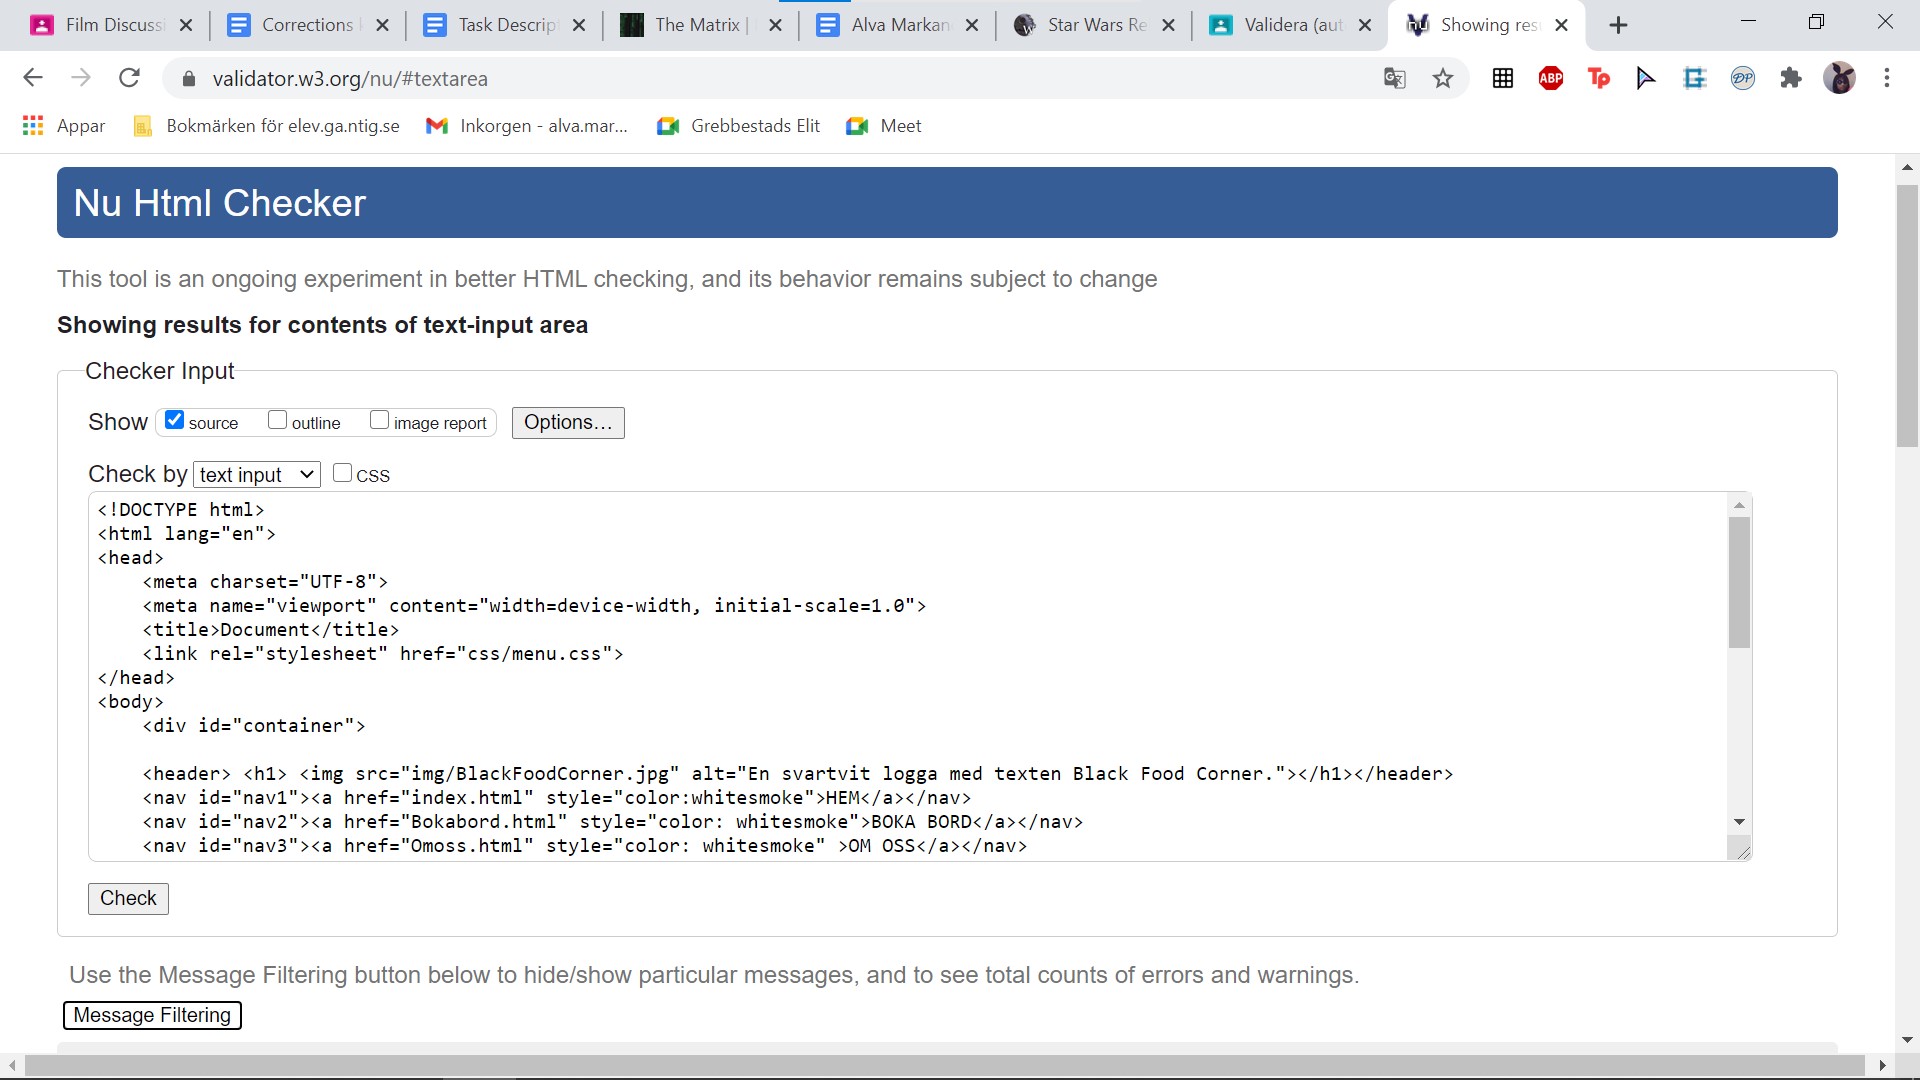 Film Discussi
Corrections
Task Descrip
The Matrix |
Alva Markan
Star Wars Re
Validera (aut
Showing res
validator.w3.org/nu/#textarea
ABP
Tp
DP
Appar
Bokmärken för elev.ga.ntig.se
Inkorgen - alva.mar...
Grebbestads Elit
Meet
Nu Html Checker
This tool is an ongoing experiment in better HTML checking, and its behavior remains subject to change
Showing results for contents of text-input area
Checker Input
Show source outline image report Options...
Check by text input CSS
<!DOCTYPE html>
<html lang="en">
<head>
<meta charset="UTF-8">
<meta name="viewport" content="width=device-width, initial-scale=1.0">
<title>Document</title>
<link rel="stylesheet" href="css/menu.css">
</head>
<body>
<div id="container">
<header> <h1> <img src="img/BlackFoodCorner.jpg" alt="En svartvit logga med texten Black Food Corner."></h1></header>
<nav id="nav1"><a href="index.html" style="color:whitesmoke">HEM</a></nav>
<nav id="nav2"><a href="Bokabord.html" style="color: whitesmoke">BOKA BORD</a></nav>
<nav id="nav3"><a href="Omoss.html" style="color: whitesmoke" >OM OSS</a></nav>
Check
Use the Message Filtering button below to hide/show particular messages, and to see total counts of errors and warnings.
Message Filtering